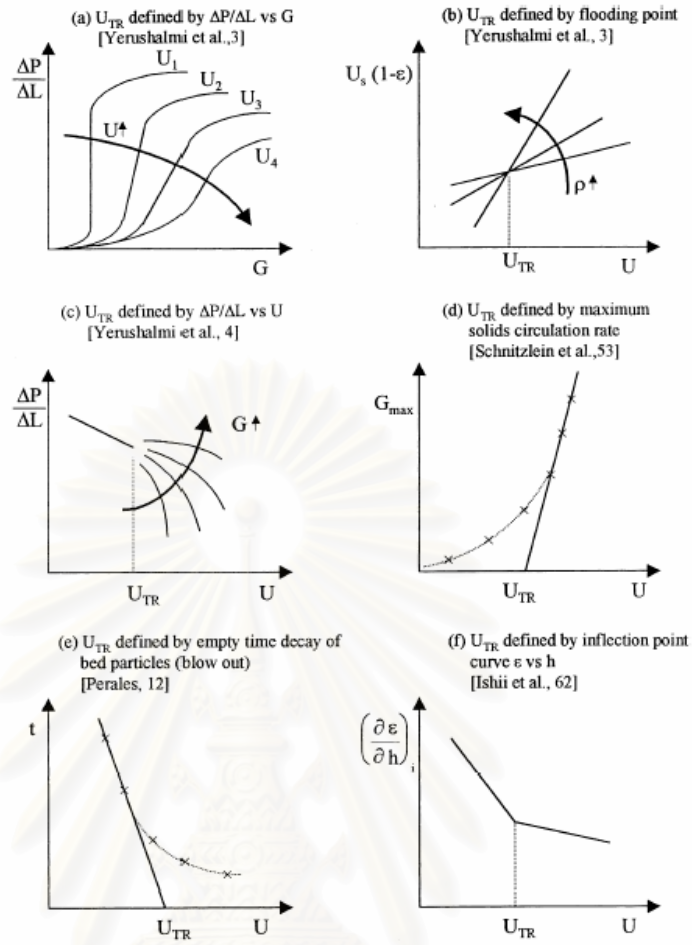 (a) U_TR defined by ΔP/ΔL vs G
[Yerushalmi et al.,3]
ΔP
ΔL
U_1
U_2
U_3
U_4
U
G
(b) U_TR defined by flooding point
[Yerushalmi et al., 3]
U_s (1-ε)
ρ
U_TR
U
(c) U_TR defined by ΔP/ΔL vs U
[Yerushalmi et al., 4]
ΔP
ΔL
G
U_TR
U
(d) U_TR defined by maximum
solids circulation rate
[Schnitzlein et al.,53]
G_max
U_TR
U
(e) U_TR defined by empty time decay of
bed particles (blow out)
[Perales, 12]
t
U_TR
U
(f) U_TR defined by inflection point
curve ε vs h
[Ishii et al., 62]
(∂ε
∂h)_i
U_TR
U